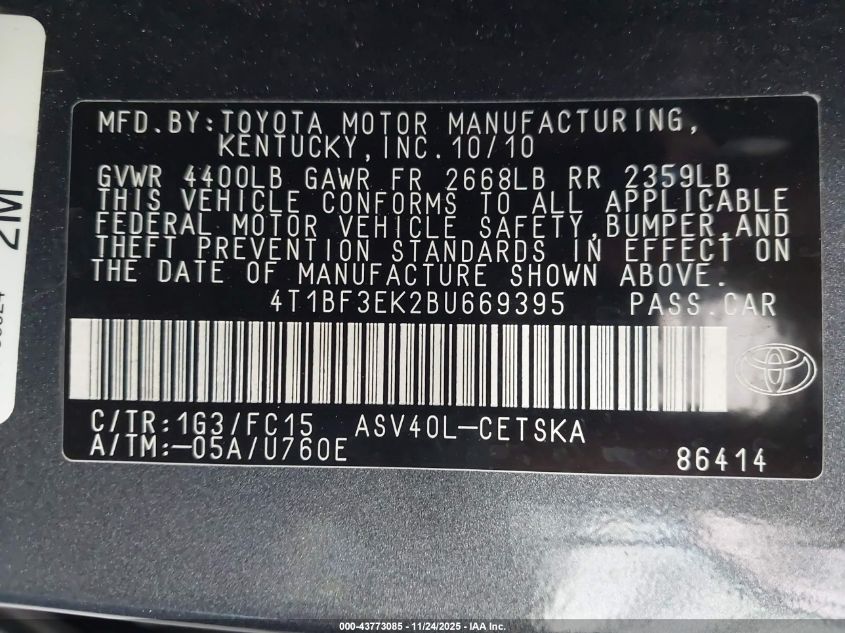 MFD.BY:TOYOTA MOTOR MANUFACTURING,
KENTUCKY,INC.10/10
GVWR 4400LB GAWR FR 2668LB RR 2359LB
THIS VEHICLE CONFORMS TO ALL APPLICABLE
FEDERAL MOTOR VEHICLE SAFETY,BUMPER,AND
THEFT PREVENTION STANDARDS IN EFFECT ON
THE DATE OF MANUFACTURE SHOWN ABOVE.
4T1BF3EK2BU669395 PASS.CAR
C/TR:1G3/FC15 ASV40L-CETSKA
A/TM:-05A/U760E
86414
2M
000-43773085 - 11/24/2025 - IAA Inc.